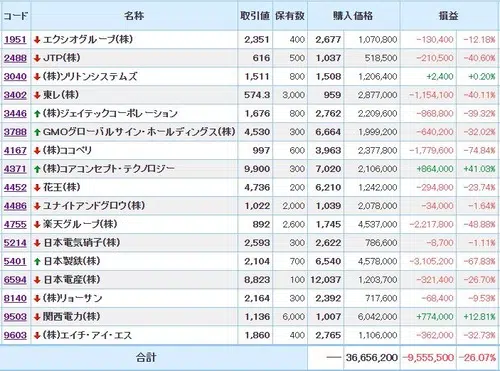 コード 名称 取引値 保有数 購入価格 損益
1951 エクシオグループ(株) 2,351 400 2,677 1,070,800 -130,400 -12.18%
2488 JTP(株) 616 500 1,037 518,500 -210,500 -40.60%
3040 (株)ソリトンシステムズ 1,511 800 1,508 1,206,400 +2,400 +0.20%
3402 東レ(株) 574.3 3,000 959 2,877,000 -1,154,100 -40.11%
3446 (株)ジェイテックコーポレーション 1,676 800 2,762 2,209,600 -868,800 -39.32%
3788 GMOグローバルサイン・ホールディングス(株) 4,530 300 6,664 1,999,200 -640,200 -32.02%
4167 (株)ココペリ 997 600 3,963 2,377,800 -1,779,600 -74.84%
4371 (株)コアコンセプト・テクノロジー 9,900 300 7,020 2,106,000 +864,000 +41.03%
4452 花王(株) 4,736 200 6,210 1,242,000 -294,800 -23.74%
4486 ユナイトアンドグロウ(株) 1,022 2,000 1,039 2,078,000 -34,000 -1.64%
4755 楽天グループ(株) 892 2,600 1,745 4,537,000 -2,217,800 -48.88%
5214 日本電気硝子(株) 2,593 300 2,622 786,600 -8,700 -1.11%
5401 日本製鉄(株) 2,104 700 6,540 4,578,000 -3,105,200 -67.83%
6594 日本電産(株) 8,823 100 12,037 1,203,700 -321,400 -26.70%
8140 (株)リョーサン 2,164 300 2,392 717,600 -68,400 -9.53%
9503 関西電力(株) 1,136 6,000 1,007 6,042,000 +774,000 +12.81%
9603 (株)エイチ・アイ・エス 1,860 400 2,765 1,106,000 -362,000 -32.73%
合計 ── 36,656,200 -9,555,500 -26.07%